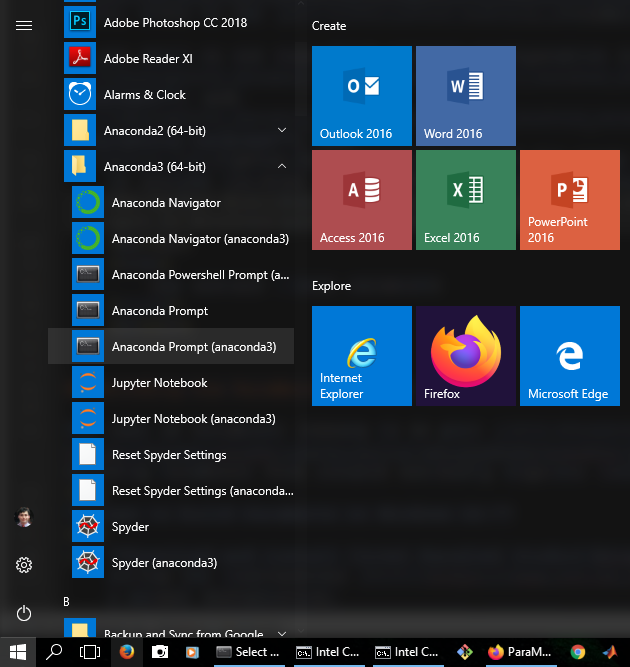 Adobe Photoshop CC 2018
Adobe Reader XI
Alarms & Clock
Anaconda2 (64-bit)
Anaconda3 (64-bit)
Anaconda Navigator
Anaconda Navigator (anaconda3)
Anaconda Powershell Prompt (a...
Anaconda Prompt
Anaconda Prompt (anaconda3)
Jupyter Notebook
Jupyter Notebook (anaconda3)
Reset Spyder Settings
Reset Spyder Settings (anaconda...
Spyder
Spyder (anaconda3)
B
Backup and Sync from Google
Create
Outlook 2016
Word 2016
Access 2016
Excel 2016
PowerPoint
2016
Explore
Internet
Explorer
Firefox
Microsoft Edge
Select ...
Intel C...
Intel C...
ParaM...